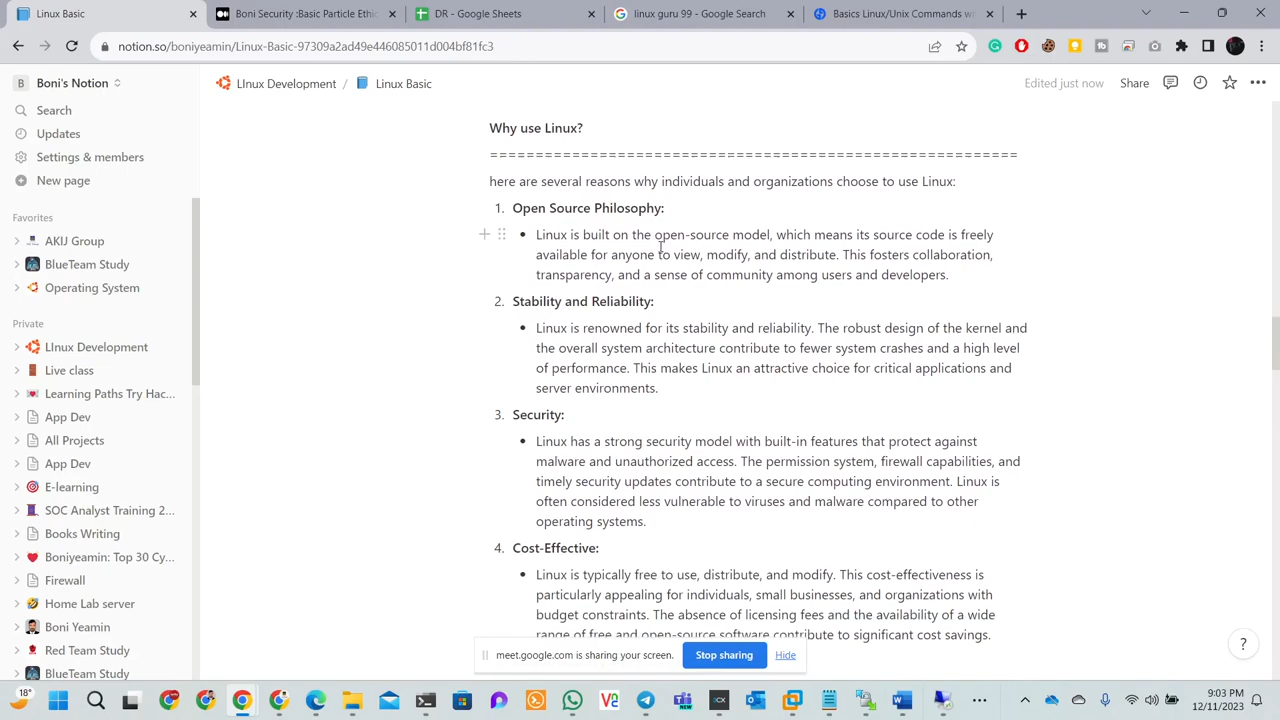 Linux Basic
Boni Security :Basic Particle Ethic
DR - Google Sheets
linux guru 99 - Google Search
Basics Linux/Unix Commands wi
notion.so/boniyeamin/Linux-Basic-97309a2ad49e446085011d04bf81fc3
B Boni's Notion
LInux Development / Linux Basic
Edited just now Share
Search
Updates
Settings & members
New page
Favorites
AKIJ Group
BlueTeam Study
Operating System
Private
LInux Development
Live class
Learning Paths Try Hac...
App Dev
All Projects
App Dev
E-learning
SOC Analyst Training 2...
Books Writing
Boniyeamin: Top 30 Cy...
Firewall
Home Lab server
Boni Yeamin
Red Team Study
BlueTeam Study
Why use Linux?
==========================================================
here are several reasons why individuals and organizations choose to use Linux:
1. Open Source Philosophy:
• Linux is built on the open-source model, which means its source code is freely
available for anyone to view, modify, and distribute. This fosters collaboration,
transparency, and a sense of community among users and developers.
2. Stability and Reliability:
• Linux is renowned for its stability and reliability. The robust design of the kernel and
the overall system architecture contribute to fewer system crashes and a high level
of performance. This makes Linux an attractive choice for critical applications and
server environments.
3. Security:
• Linux has a strong security model with built-in features that protect against
malware and unauthorized access. The permission system, firewall capabilities, and
timely security updates contribute to a secure computing environment. Linux is
often considered less vulnerable to viruses and malware compared to other
operating systems.
4. Cost-Effective:
• Linux is typically free to use, distribute, and modify. This cost-effectiveness is
particularly appealing for individuals, small businesses, and organizations with
budget constraints. The absence of licensing fees and the availability of a wide
range of free and open-source software contribute to significant cost savings.
meet.google.com is sharing your screen. Stop sharing Hide
?
18°
9:03 PM
12/11/2023